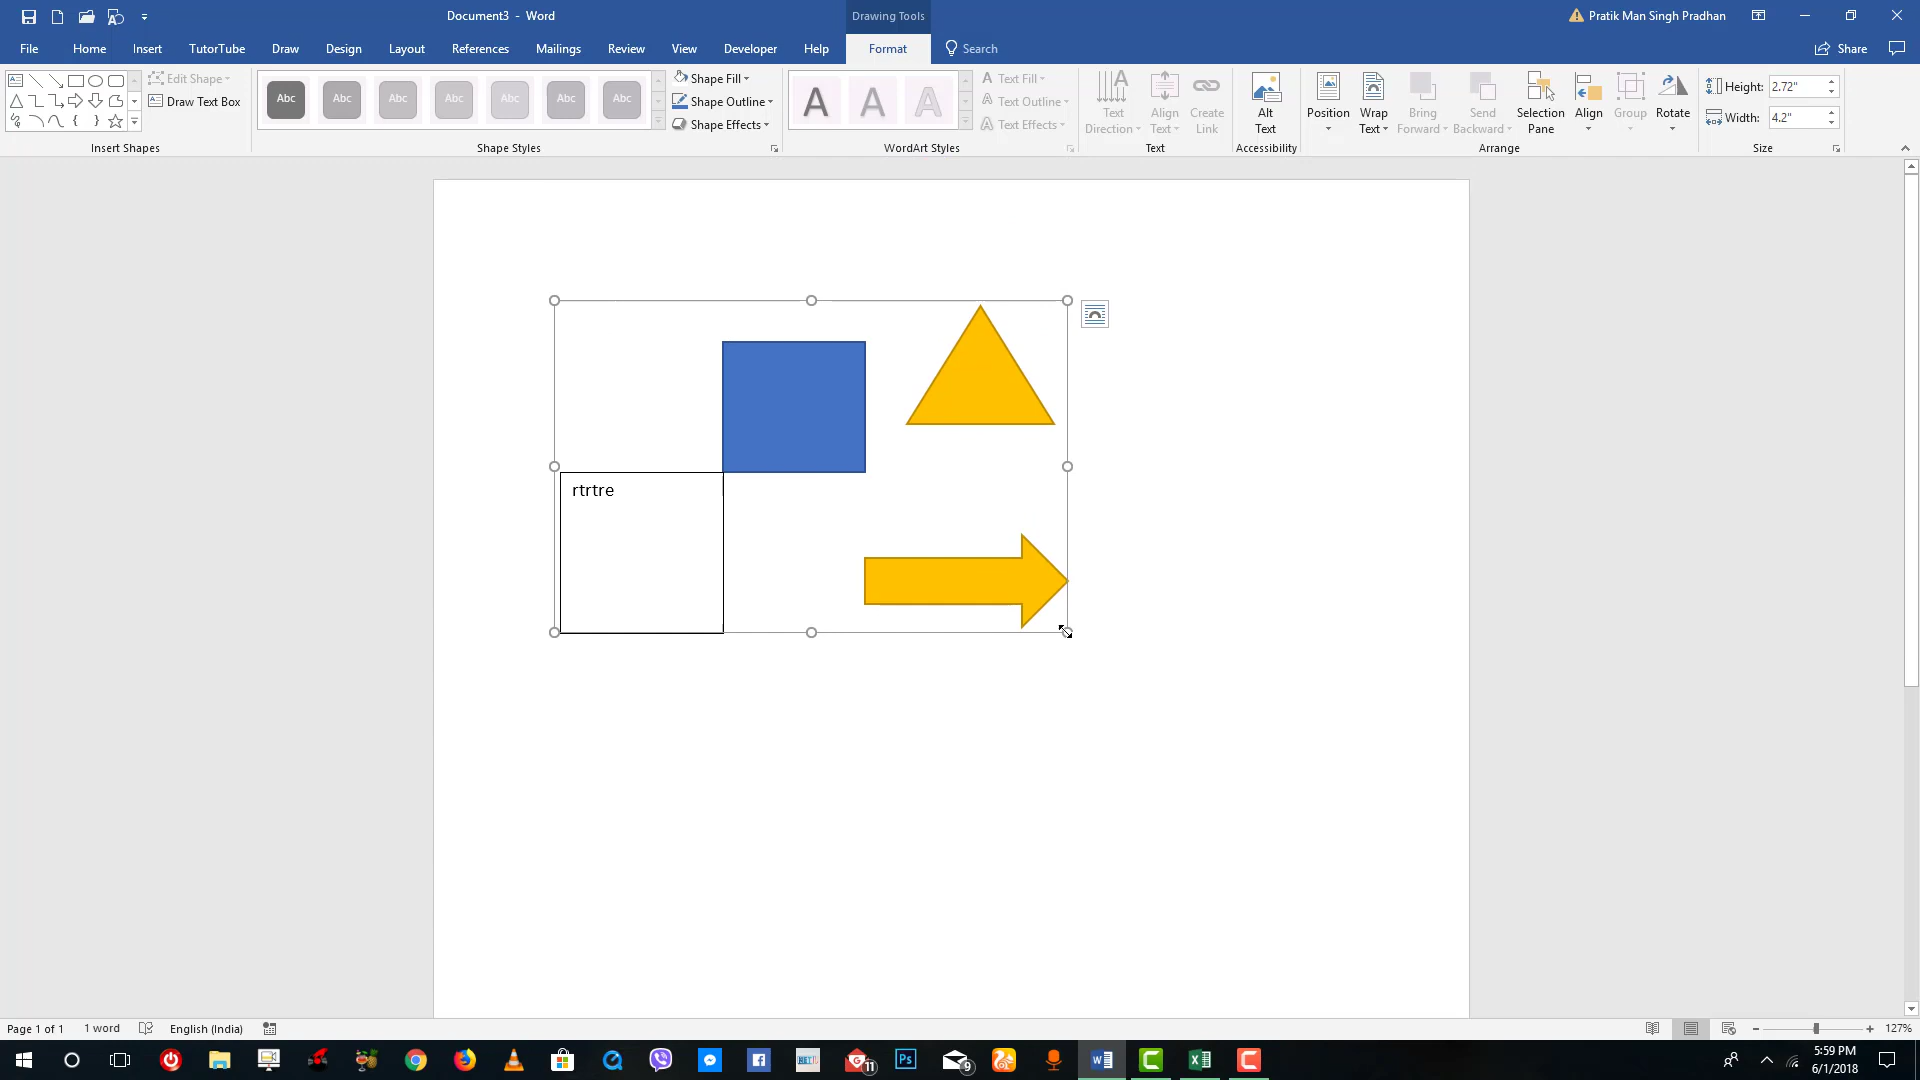 Document3 - Word
Drawing Tools
Pratik Man Singh Pradhan
File Home Insert TutorTube Draw Design Layout References Mailings Review View Developer Help Format Search Share
Edit Shape
Draw Text Box
Insert Shapes
Abc Abc Abc Abc Abc Abc Abc
Shape Styles
Shape Fill
Shape Outline
Shape Effects
A A A
WordArt Styles
A Text Fill
A Text Outline
A Text Effects
Text Direction
Align Text
Create Link
Text
Alt Text
Accessibility
Position
Wrap Text
Bring Forward
Send Backward
Selection Pane
Align
Group
Rotate
Arrange
Height: 2.72"
Width: 4.2"
Size
rtrtre
Page 1 of 1 1 word English (India) 127%
11
Ps
9
5:59 PM
6/1/2018